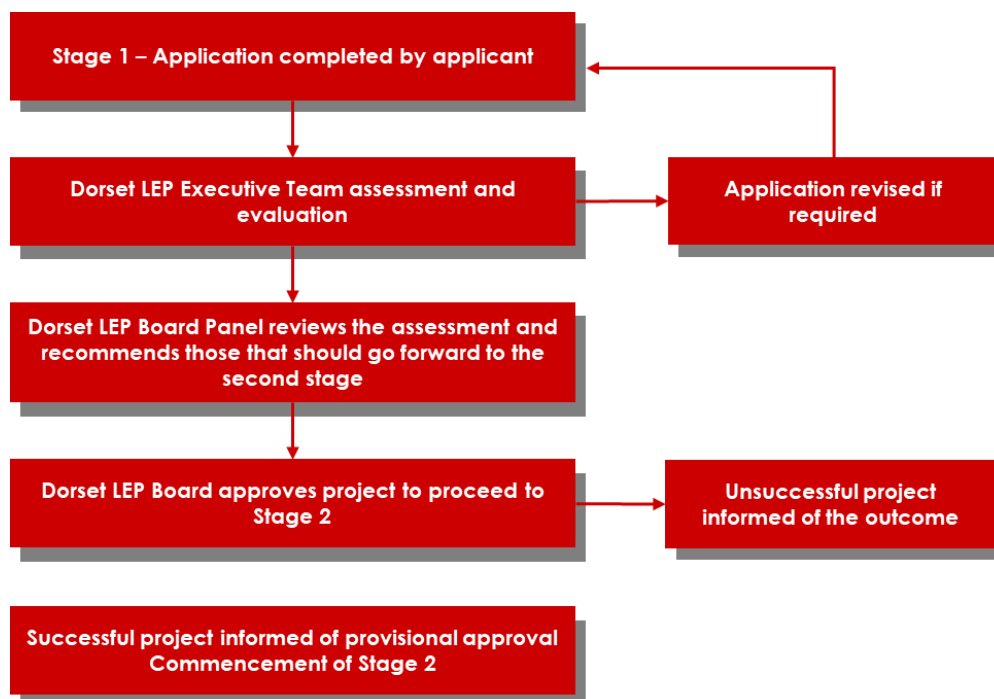 Stage 1 – Application completed by applicant
Dorset LEP Executive Team assessment and
evaluation
Application revised if
required
Dorset LEP Board Panel reviews the assessment and
recommends those that should go forward to the
second stage
Dorset LEP Board approves project to proceed to
Stage 2
Unsuccessful project
informed of the outcome
Successful project informed of provisional approval
Commencement of Stage 2